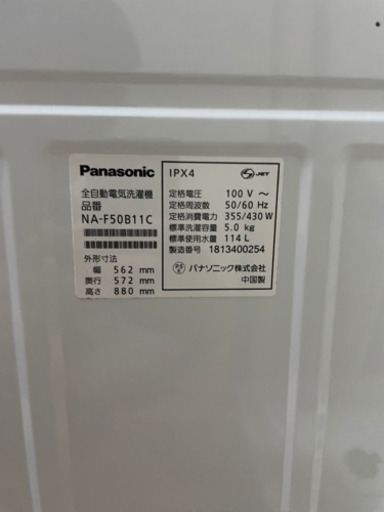 Panasonic
全自動電気洗濯機
品番
NA-F50B11C
外形寸法
幅 562 mm
奥行 572 mm
高さ 880 mm
IPX4
JET
定格電圧 100 V ～
定格周波数 50/60 Hz
定格消費電力 355/430 W
標準洗濯容量 5.0 kg
標準使用水量 114 L
製造番号 1813400254
パナソニック株式会社
中国製